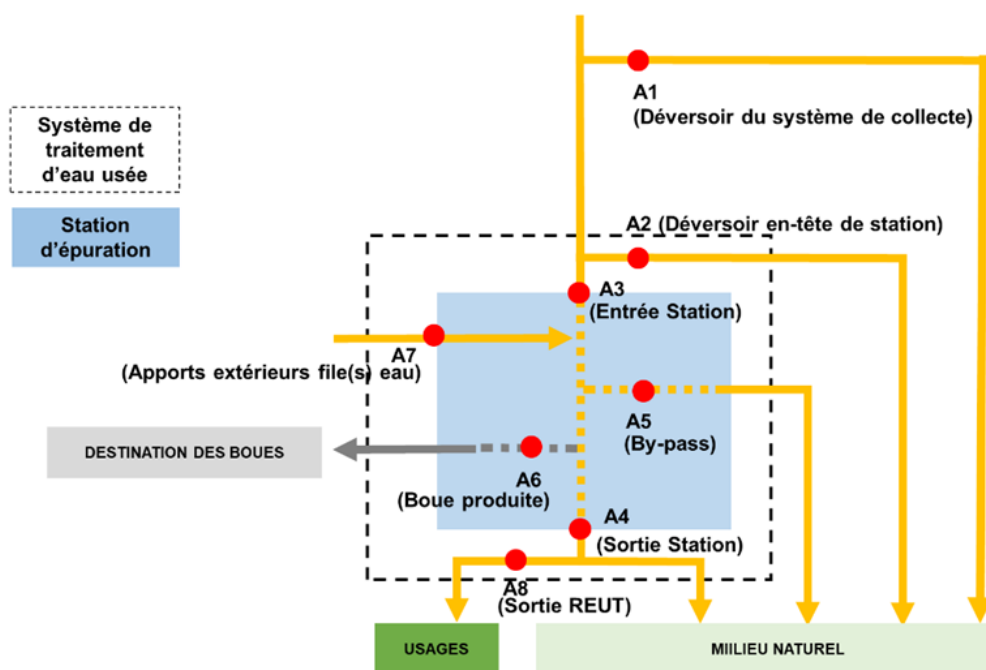 A1
(Déversoir du système de collecte)
Système de
traitement
d'eau usée
Station
d'épuration
A2 (Déversoir en-tête de station)
A3
(Entrée Station)
A7
(Apports extérieurs file(s) eau)
A5
(By-pass)
DESTINATION DES BOUES
A6
(Boue produite)
A4
(Sortie Station)
A8
(Sortie REUT)
USAGES
MIILIEU NATUREL